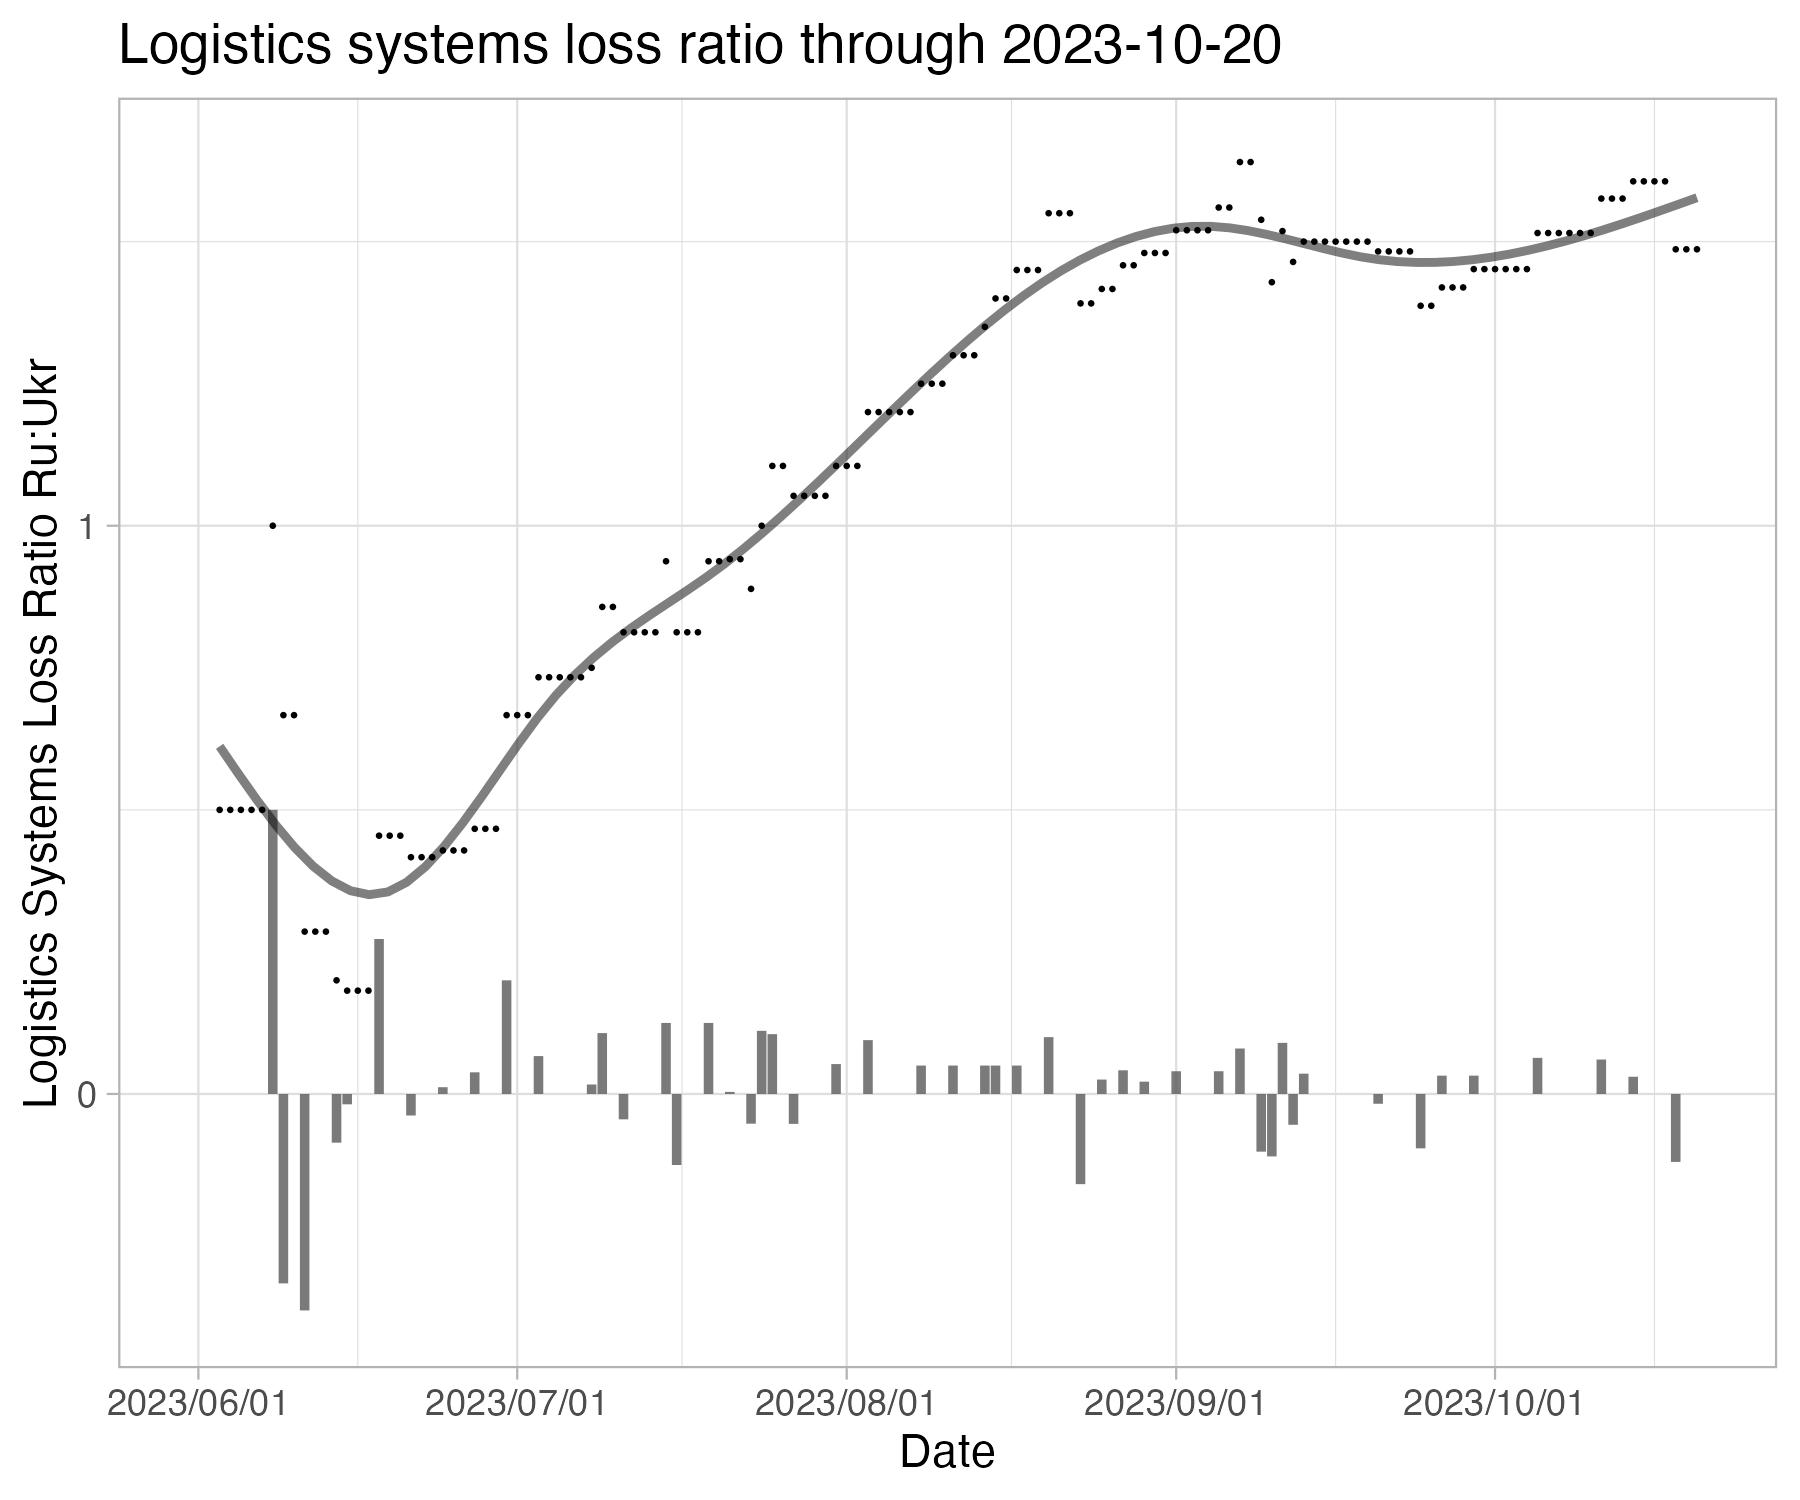 Logistics systems loss ratio through 2023-10-20
Logistics Systems Loss Ratio Ru:Ukr
1
0
2023/06/01
2023/07/01
2023/08/01
2023/09/01
2023/10/01
Date